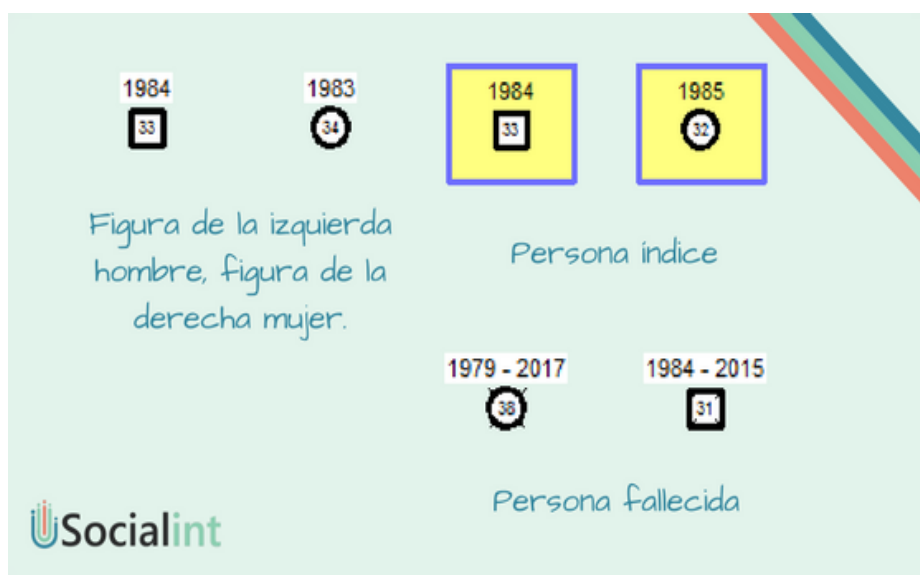 1984
33
1983
34
1984
33
1985
32
Figura de la izquierda
hombre, figura de la
derecha mujer.
Persona índice
1979 - 2017
38
1984 - 2015
31
Persona fallecida
Socialint